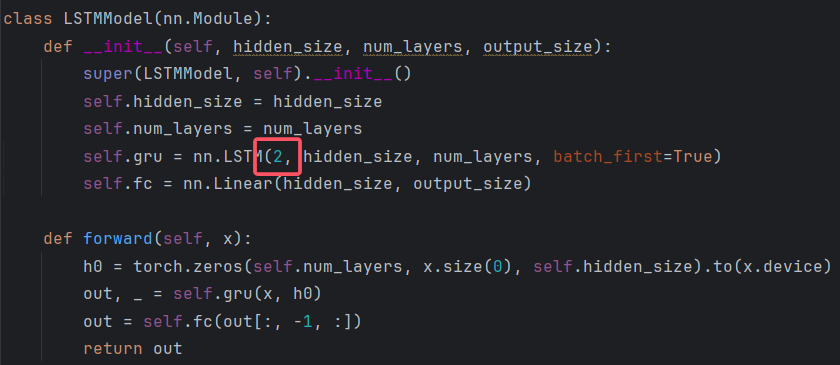 class LSTMModel(nn.Module):
    def __init__(self, hidden_size, num_layers, output_size):
        super(LSTMModel, self).__init__()
        self.hidden_size = hidden_size
        self.num_layers = num_layers
        self.gru = nn.LSTM(2, hidden_size, num_layers, batch_first=True)
        self.fc = nn.Linear(hidden_size, output_size)

    def forward(self, x):
        h0 = torch.zeros(self.num_layers, x.size(0), self.hidden_size).to(x.device)
        out, _ = self.gru(x, h0)
        out = self.fc(out[:, -1, :])
        return out